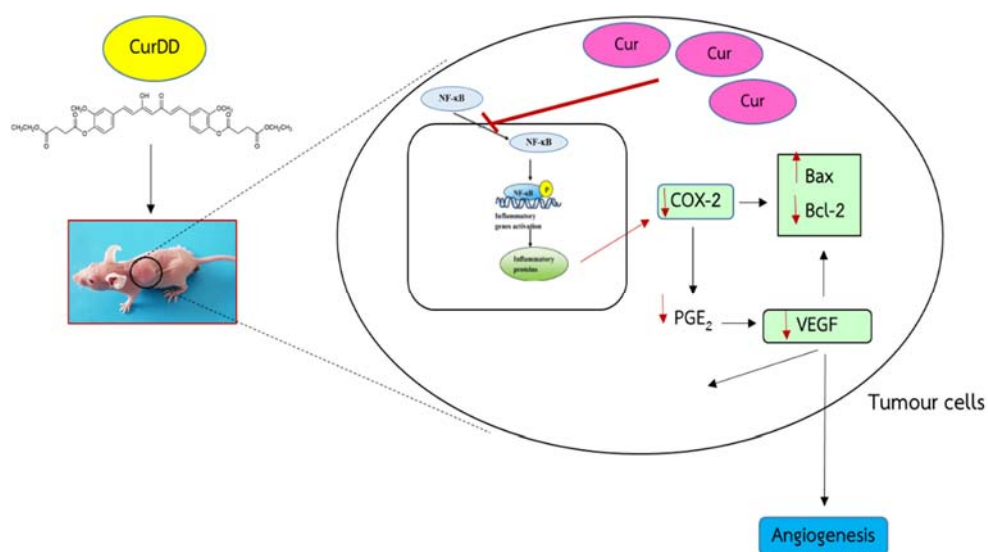 CurDD
OH
O
CH₃O
OCH₃
CH₃CH₂O
O
O
O
O
O
O
OCH₂CH₃
O
Cur
Cur
Cur
NF-κB
NF-κB
NF-κB
P
Inflammatory
genes activation
Inflammatory
proteins
COX-2
Bax
Bcl-2
PGE₂
VEGF
Tumour cells
Angiogenesis